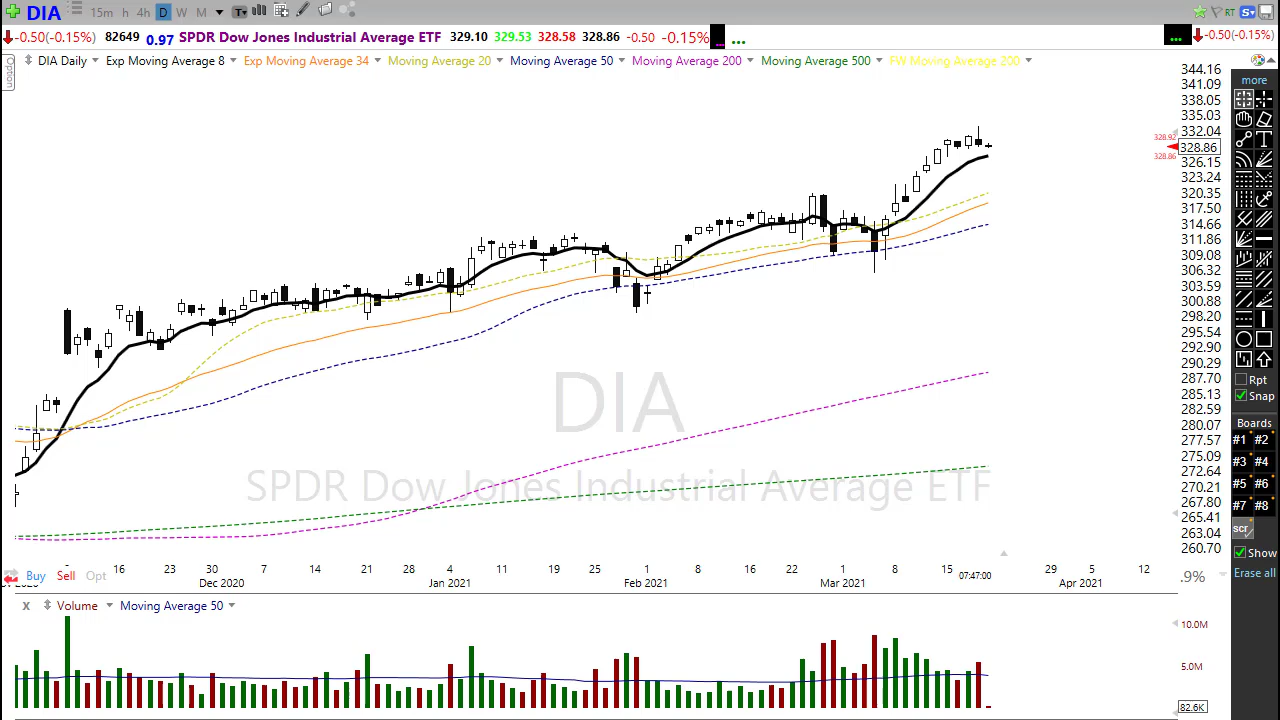 DIA 15m h 4h D W M T RT S
-0.50(-0.15%) 82649 0.97 SPDR Dow Jones Industrial Average ETF 329.10 329.53 328.58 328.86 -0.50 -0.15% ... ... -0.50(-0.15%)
Option
DIA Daily Exp Moving Average 8 Exp Moving Average 34 Moving Average 20 Moving Average 50 Moving Average 200 Moving Average 500 FW Moving Average 200
344.16
341.09
338.05
335.03
332.04
328.92
328.86
328.86
326.15
323.24
320.35
317.50
314.66
311.86
309.08
306.32
303.59
300.88
298.20
295.54
292.90
290.29
287.70
285.13
282.59
280.07
277.57
275.09
272.64
270.21
267.80
265.41
263.04
260.70
DIA
SPDR Dow Jones Industrial Average ETF
more
T
Rpt
Snap
Boards
#1 #2
#3 #4
#5 #6
#7 #8
scr
Show
Erase all
16 23 30 7 14 21 28 4 11 19 25 1 8 16 22 1 8 15 07:47:00 29 5 12
Dec 2020 Jan 2021 Feb 2021 Mar 2021 Apr 2021
Buy Sell Opt
.9%
x Volume Moving Average 50
10.0M
5.0M
82.6K